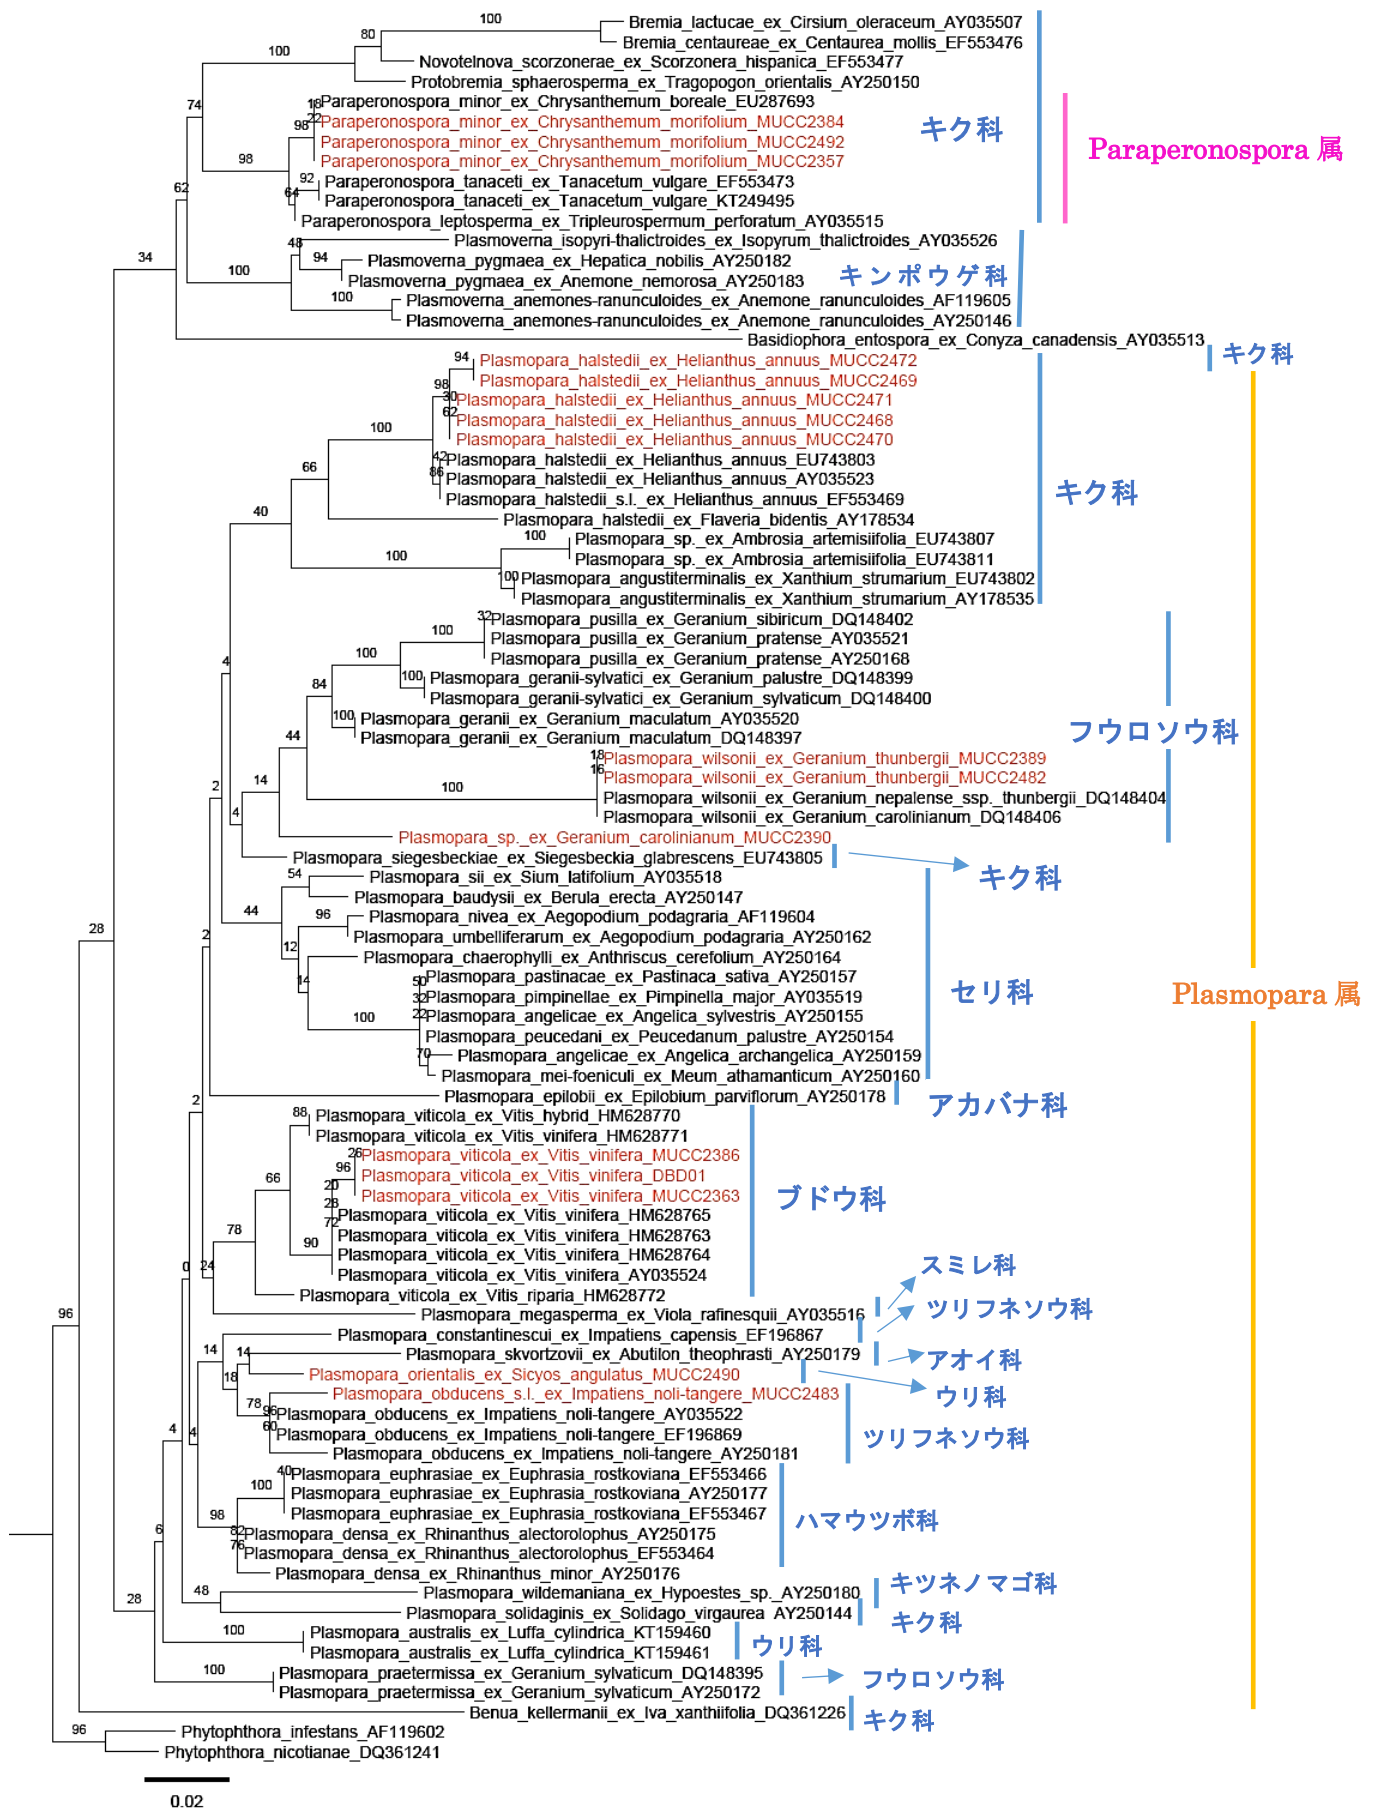 100
Bremia_lactucae_ex_Cirsium_oleraceum_AY035507
80
Bremia_centaureae_ex_Centaurea_mollis_EF553476
100
Novotelnova_scorzonerae_ex_Scorzonera_hispanica_EF553477
Protobremia_sphaerosperma_ex_Tragopogon_orientalis_AY250150
74
18
Paraperonospora_minor_ex_Chrysanthemum_boreale_EU287693
22
Paraperonospora_minor_ex_Chrysanthemum_morifolium_MUCC2384
98
キク科
Paraperonospora_minor_ex_Chrysanthemum_morifolium_MUCC2492
Paraperonospora 属
98
Paraperonospora_minor_ex_Chrysanthemum_morifolium_MUCC2357
92
Paraperonospora_tanaceti_ex_Tanacetum_vulgare_EF553473
62
64
Paraperonospora_tanaceti_ex_Tanacetum_vulgare_KT249495
Paraperonospora_leptosperma_ex_Tripleurospermum_perforatum_AY035515
48
Plasmoverna_isopyri-thalictroides_ex_Isopyrum_thalictroides_AY035526
34
94
Plasmoverna_pygmaea_ex_Hepatica_nobilis_AY250182
100
キンポウゲ科
Plasmoverna_pygmaea_ex_Anemone_nemorosa_AY250183
100
Plasmoverna_anemones-ranunculoides_ex_Anemone_ranunculoides_AF119605
Plasmoverna_anemones-ranunculoides_ex_Anemone_ranunculoides_AY250146
Basidiophora_entospora_ex_Conyza_canadensis_AY035513
キク科
94
Plasmopara_halstedii_ex_Helianthus_annuus_MUCC2472
98
Plasmopara_halstedii_ex_Helianthus_annuus_MUCC2469
30
Plasmopara_halstedii_ex_Helianthus_annuus_MUCC2471
62
Plasmopara_halstedii_ex_Helianthus_annuus_MUCC2468
100
Plasmopara_halstedii_ex_Helianthus_annuus_MUCC2470
42
Plasmopara_halstedii_ex_Helianthus_annuus_EU743803
66
86
Plasmopara_halstedii_ex_Helianthus_annuus_AY035523
キク科
Plasmopara_halstedii_s.l._ex_Helianthus_annuus_EF553469
40
Plasmopara_halstedii_ex_Flaveria_bidentis_AY178534
100
Plasmopara_sp._ex_Ambrosia_artemisiifolia_EU743807
100
Plasmopara_sp._ex_Ambrosia_artemisiifolia_EU743811
100
Plasmopara_angustiterminalis_ex_Xanthium_strumarium_EU743802
Plasmopara_angustiterminalis_ex_Xanthium_strumarium_AY178535
32
Plasmopara_pusilla_ex_Geranium_sibiricum_DQ148402
100
Plasmopara_pusilla_ex_Geranium_pratense_AY035521
100
4
Plasmopara_pusilla_ex_Geranium_pratense_AY250168
100
Plasmopara_geranii-sylvatici_ex_Geranium_palustre_DQ148399
84
Plasmopara_geranii-sylvatici_ex_Geranium_sylvaticum_DQ148400
100
Plasmopara_geranii_ex_Geranium_maculatum_AY035520
44
Plasmopara_geranii_ex_Geranium_maculatum_DQ148397
フウロソウ科
18
Plasmopara_wilsonii_ex_Geranium_thunbergii_MUCC2389
16
Plasmopara_wilsonii_ex_Geranium_thunbergii_MUCC2482
14
2
100
Plasmopara_wilsonii_ex_Geranium_nepalense_ssp._thunbergii_DQ148404
4
Plasmopara_wilsonii_ex_Geranium_carolinianum_DQ148406
Plasmopara_sp._ex_Geranium_carolinianum_MUCC2390
Plasmopara_siegesbeckiae_ex_Siegesbeckia_glabrescens_EU743805
キク科
54
Plasmopara_sii_ex_Sium_latifolium_AY035518
Plasmopara_baudysii_ex_Berula_erecta_AY250147
44
96
Plasmopara_nivea_ex_Aegopodium_podagraria_AF119604
28
2
Plasmopara_umbelliferarum_ex_Aegopodium_podagraria_AY250162
12
Plasmopara_chaerophylli_ex_Anthriscus_cerefolium_AY250164
14
50
Plasmopara_pastinacae_ex_Pastinaca_sativa_AY250157
32
Plasmopara_pimpinellae_ex_Pimpinella_major_AY035519
セリ科
Plasmopara 属
100
22
Plasmopara_angelicae_ex_Angelica_sylvestris_AY250155
Plasmopara_peucedani_ex_Peucedanum_palustre_AY250154
70
Plasmopara_angelicae_ex_Angelica_archangelica_AY250159
Plasmopara_mei-foeniculi_ex_Meum_athamanticum_AY250160
Plasmopara_epilobii_ex_Epilobium_parviflorum_AY250178
アカバナ科
2
88
Plasmopara_viticola_ex_Vitis_hybrid_HM628770
Plasmopara_viticola_ex_Vitis_vinifera_HM628771
26
Plasmopara_viticola_ex_Vitis_vinifera_MUCC2386
96
Plasmopara_viticola_ex_Vitis_vinifera_DBD01
66
20
Plasmopara_viticola_ex_Vitis_vinifera_MUCC2363
ブドウ科
28
72
Plasmopara_viticola_ex_Vitis_vinifera_HM628765
78
Plasmopara_viticola_ex_Vitis_vinifera_HM628763
90
Plasmopara_viticola_ex_Vitis_vinifera_HM628764
0
24
Plasmopara_viticola_ex_Vitis_vinifera_AY035524
スミレ科
Plasmopara_viticola_ex_Vitis_riparia_HM628772
96
Plasmopara_megasperma_ex_Viola_rafinesquii_AY035516
ツリフネソウ科
Plasmopara_constantinescui_ex_Impatiens_capensis_EF196867
14
14
Plasmopara_skvortzovii_ex_Abutilon_theophrasti_AY250179
アオイ科
18
Plasmopara_orientalis_ex_Sicyos_angulatus_MUCC2490
ウリ科
Plasmopara_obducens_s.l._ex_Impatiens_noli-tangere_MUCC2483
78
96
Plasmopara_obducens_ex_Impatiens_noli-tangere_AY035522
4
4
60
Plasmopara_obducens_ex_Impatiens_noli-tangere_EF196869
ツリフネソウ科
Plasmopara_obducens_ex_Impatiens_noli-tangere_AY250181
40
Plasmopara_euphrasiae_ex_Euphrasia_rostkoviana_EF553466
100
Plasmopara_euphrasiae_ex_Euphrasia_rostkoviana_AY250177
98
Plasmopara_euphrasiae_ex_Euphrasia_rostkoviana_EF553467
ハマウツボ科
6
82
Plasmopara_densa_ex_Rhinanthus_alectorolophus_AY250175
76
Plasmopara_densa_ex_Rhinanthus_alectorolophus_EF553464
Plasmopara_densa_ex_Rhinanthus_minor_AY250176
キツネノマゴ科
28
48
Plasmopara_wildemaniana_ex_Hypoestes_sp._AY250180
Plasmopara_solidaginis_ex_Solidago_virgaurea_AY250144
キク科
100
Plasmopara_australis_ex_Luffa_cylindrica_KT159460
ウリ科
Plasmopara_australis_ex_Luffa_cylindrica_KT159461
100
Plasmopara_praetermissa_ex_Geranium_sylvaticum_DQ148395
フウロソウ科
Plasmopara_praetermissa_ex_Geranium_sylvaticum_AY250172
Benua_kellermanii_ex_Iva_xanthiifolia_DQ361226
キク科
96
Phytophthora_infestans_AF119602
Phytophthora_nicotianae_DQ361241
0.02